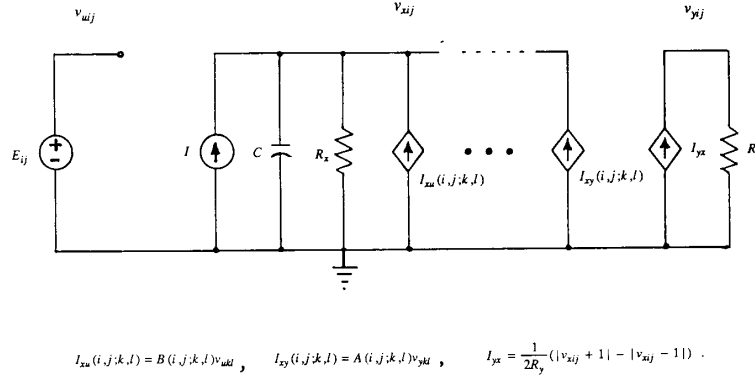 v_uij
v_xij
v_yij
E_ij
+
-
I
C
R_x
I_xu(i,j;k,l)
I_xy(i,j;k,l)
I_yx
R
I_xu(i,j;k,l) = B(i,j;k,l)v_ukl , I_xy(i,j;k,l) = A(i,j;k,l)v_ykl , I_yx = 1/(2R_y) (|v_xij + 1| - |v_xij - 1|) .